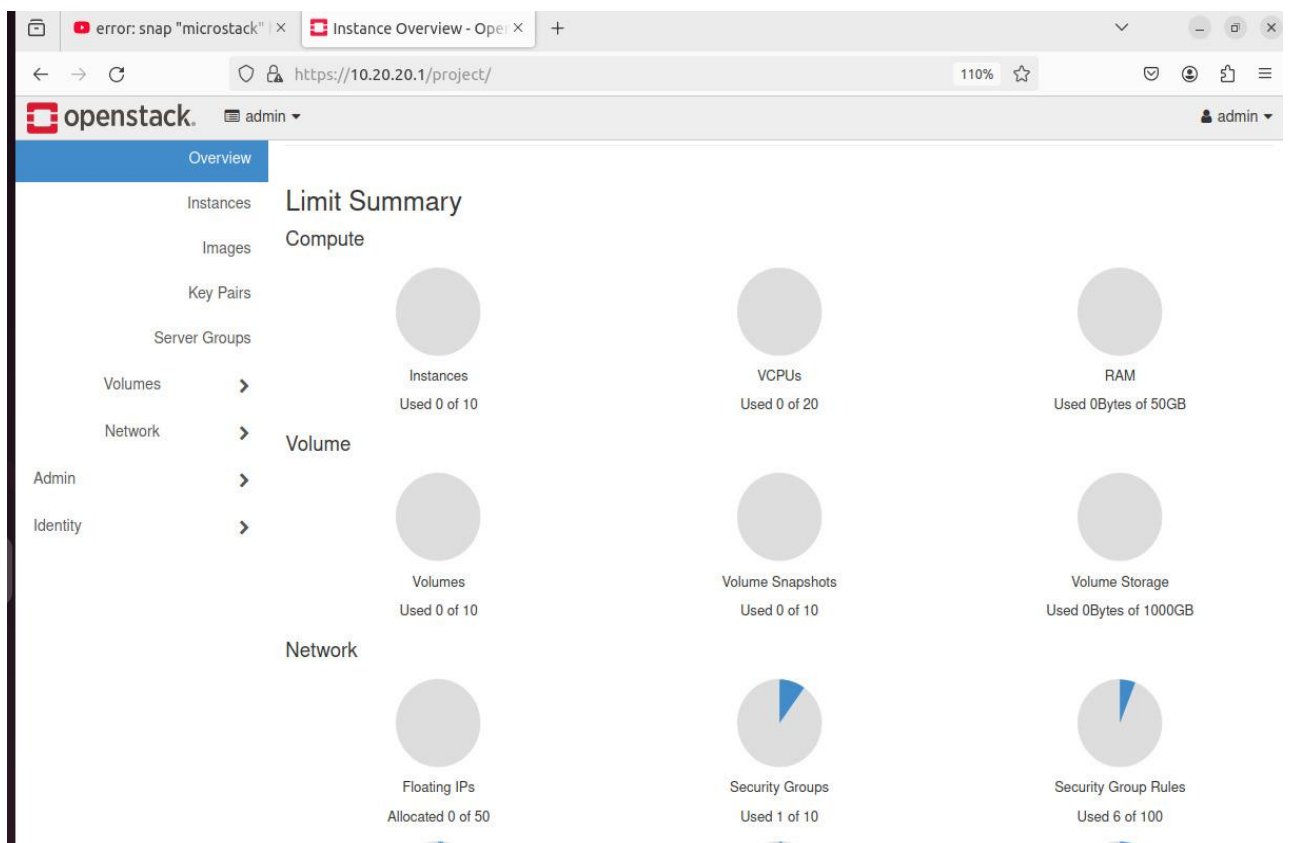 error: snap "microstack"
Instance Overview - Ope
https://10.20.20.1/project/
110%
openstack.
admin
admin
Overview
Instances
Images
Key Pairs
Server Groups
Volumes
Network
Admin
Identity
Limit Summary
Compute
Instances
Used 0 of 10
VCPUs
Used 0 of 20
RAM
Used 0Bytes of 50GB
Volume
Volumes
Used 0 of 10
Volume Snapshots
Used 0 of 10
Volume Storage
Used 0Bytes of 1000GB
Network
Floating IPs
Allocated 0 of 50
Security Groups
Used 1 of 10
Security Group Rules
Used 6 of 100